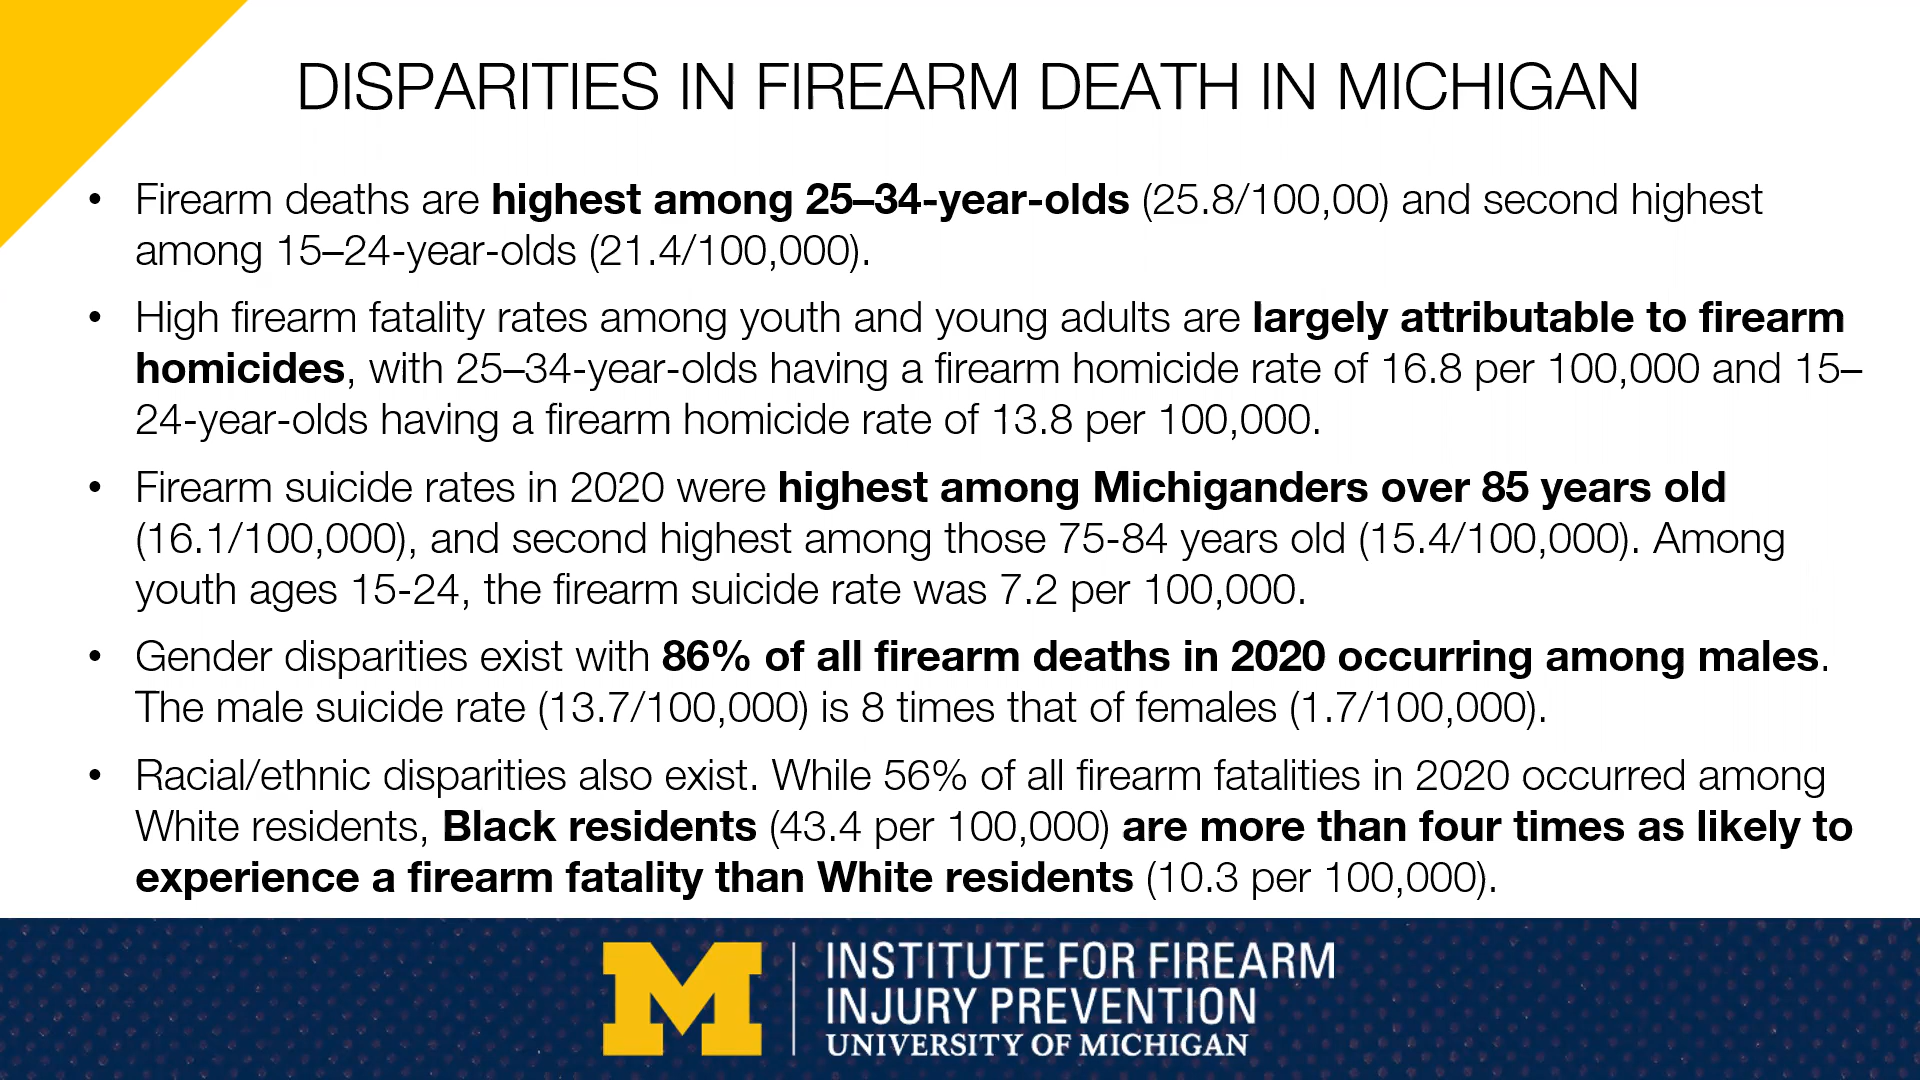 DISPARITIES IN FIREARM DEATH IN MICHIGAN
• Firearm deaths are highest among 25–34-year-olds (25.8/100,00) and second highest
among 15–24-year-olds (21.4/100,000).
• High firearm fatality rates among youth and young adults are largely attributable to firearm
homicides, with 25–34-year-olds having a firearm homicide rate of 16.8 per 100,000 and 15–
24-year-olds having a firearm homicide rate of 13.8 per 100,000.
• Firearm suicide rates in 2020 were highest among Michiganders over 85 years old
(16.1/100,000), and second highest among those 75-84 years old (15.4/100,000). Among
youth ages 15-24, the firearm suicide rate was 7.2 per 100,000.
• Gender disparities exist with 86% of all firearm deaths in 2020 occurring among males.
The male suicide rate (13.7/100,000) is 8 times that of females (1.7/100,000).
• Racial/ethnic disparities also exist. While 56% of all firearm fatalities in 2020 occurred among
White residents, Black residents (43.4 per 100,000) are more than four times as likely to
experience a firearm fatality than White residents (10.3 per 100,000).
M
INSTITUTE FOR FIREARM
INJURY PREVENTION
UNIVERSITY OF MICHIGAN